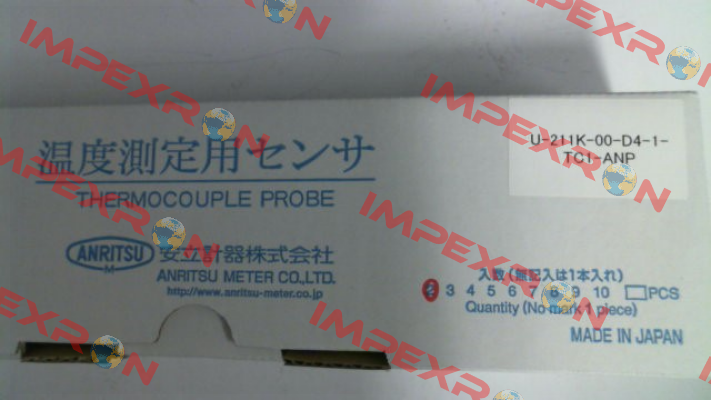 IMPEXRON
IMPEXRON
IMPEXRON
U-211K-00-D4-1-
TC1-ANP
温度測定用センサ
THERMOCOUPLE PROBE
ANRITSU
M
安立計器株式会社
ANRITSU METER CO.,LTD.
http://www.anritsu-meter.co.jp
IMPEXRON
入数(無記入は1本入れ)
3 4 5 6 7 8 9 10 PCS
Quantity (No mark 1 piece)
MADE IN JAPAN
IMPEXRON
IMPEXRON